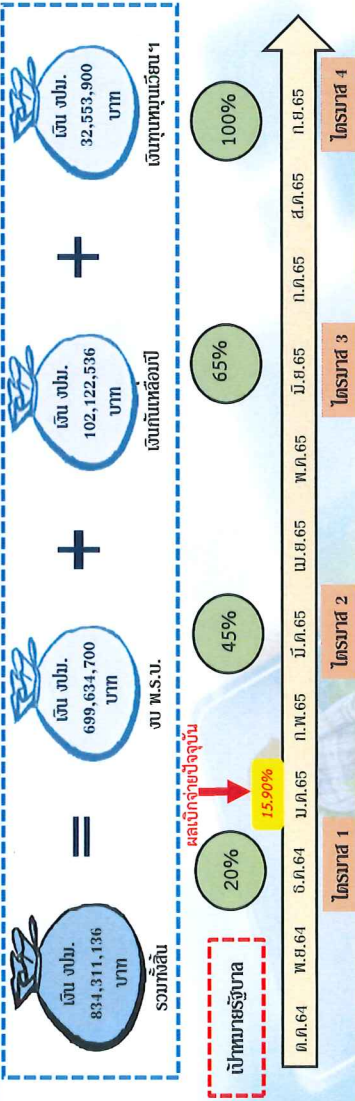 เงิน งปม.
834,311,136
บาท
รวมทั้งสิ้น
=
เงิน งปม.
699,634,700
บาท
งบ พ.ร.บ.
+
เงิน งปม.
102,122,536
บาท
เงินกันเหลื่อมปี
+
เงิน งปม.
32,553,900
บาท
เงินทุนหมุนเวียนฯ
เป้าหมายรัฐบาล
20%
ผลเบิกจ่ายปัจจุบัน
15.90%
45%
65%
100%
ต.ค.64 พ.ย.64 ธ.ค.64 ม.ค.65 ก.พ.65 มี.ค.65 เม.ย.65 พ.ค.65 มิ.ย.65 ก.ค.65 ส.ค.65 ก.ย.65
ไตรมาส 1 ไตรมาส 2 ไตรมาส 3 ไตรมาส 4